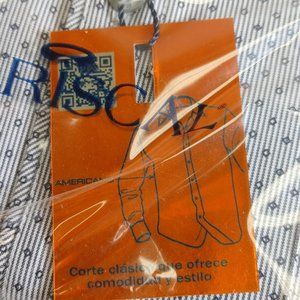 RISCAL
AMERICAN
Corte clásico que ofrece
comodidad y estilo